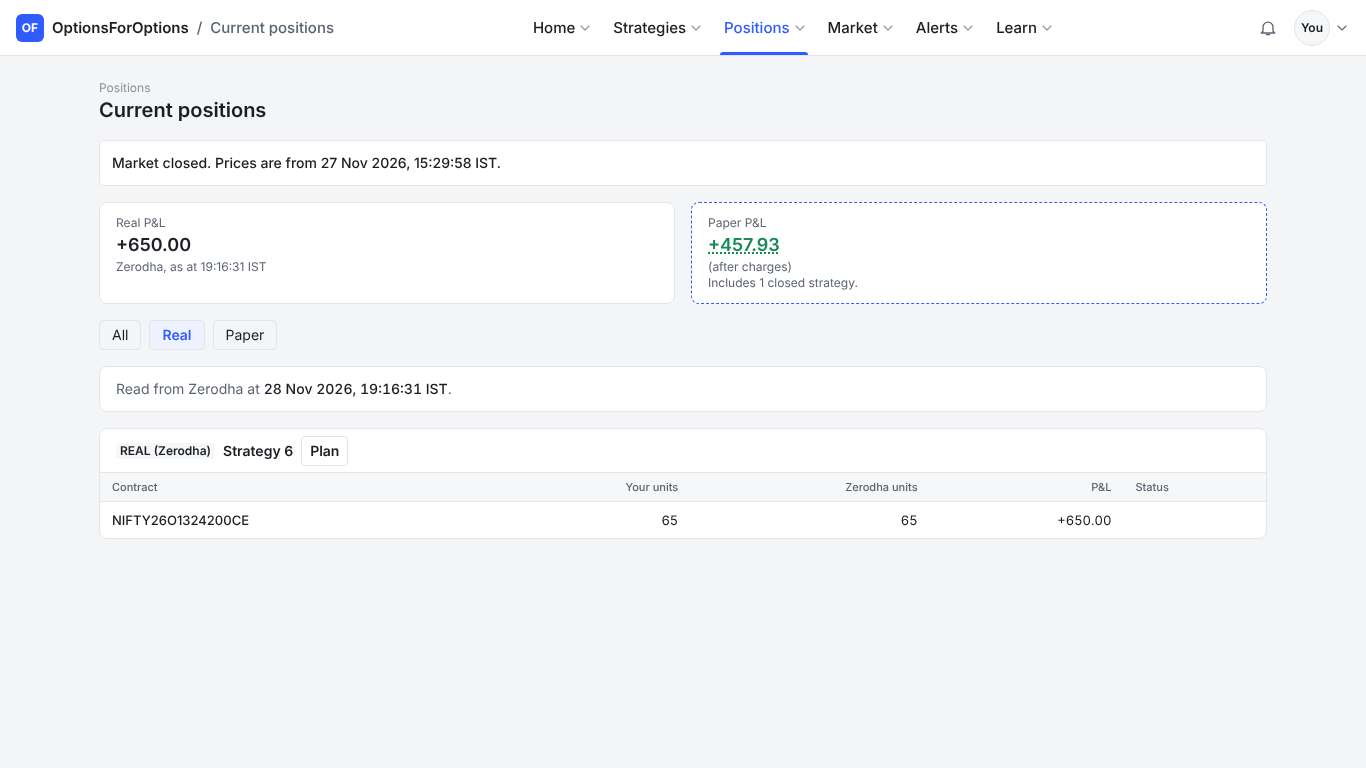 OF OptionsForOptions / Current positions Home Strategies Positions Market Alerts Learn You
Positions
Current positions
Market closed. Prices are from 27 Nov 2026, 15:29:58 IST.
Real P&L
+650.00
Zerodha, as at 19:16:31 IST
Paper P&L
+457.93
(after charges)
Includes 1 closed strategy.
All Real Paper
Read from Zerodha at 28 Nov 2026, 19:16:31 IST.
REAL (Zerodha) Strategy 6 Plan
Contract Your units Zerodha units P&L Status
NIFTY26O1324200CE 65 65 +650.00